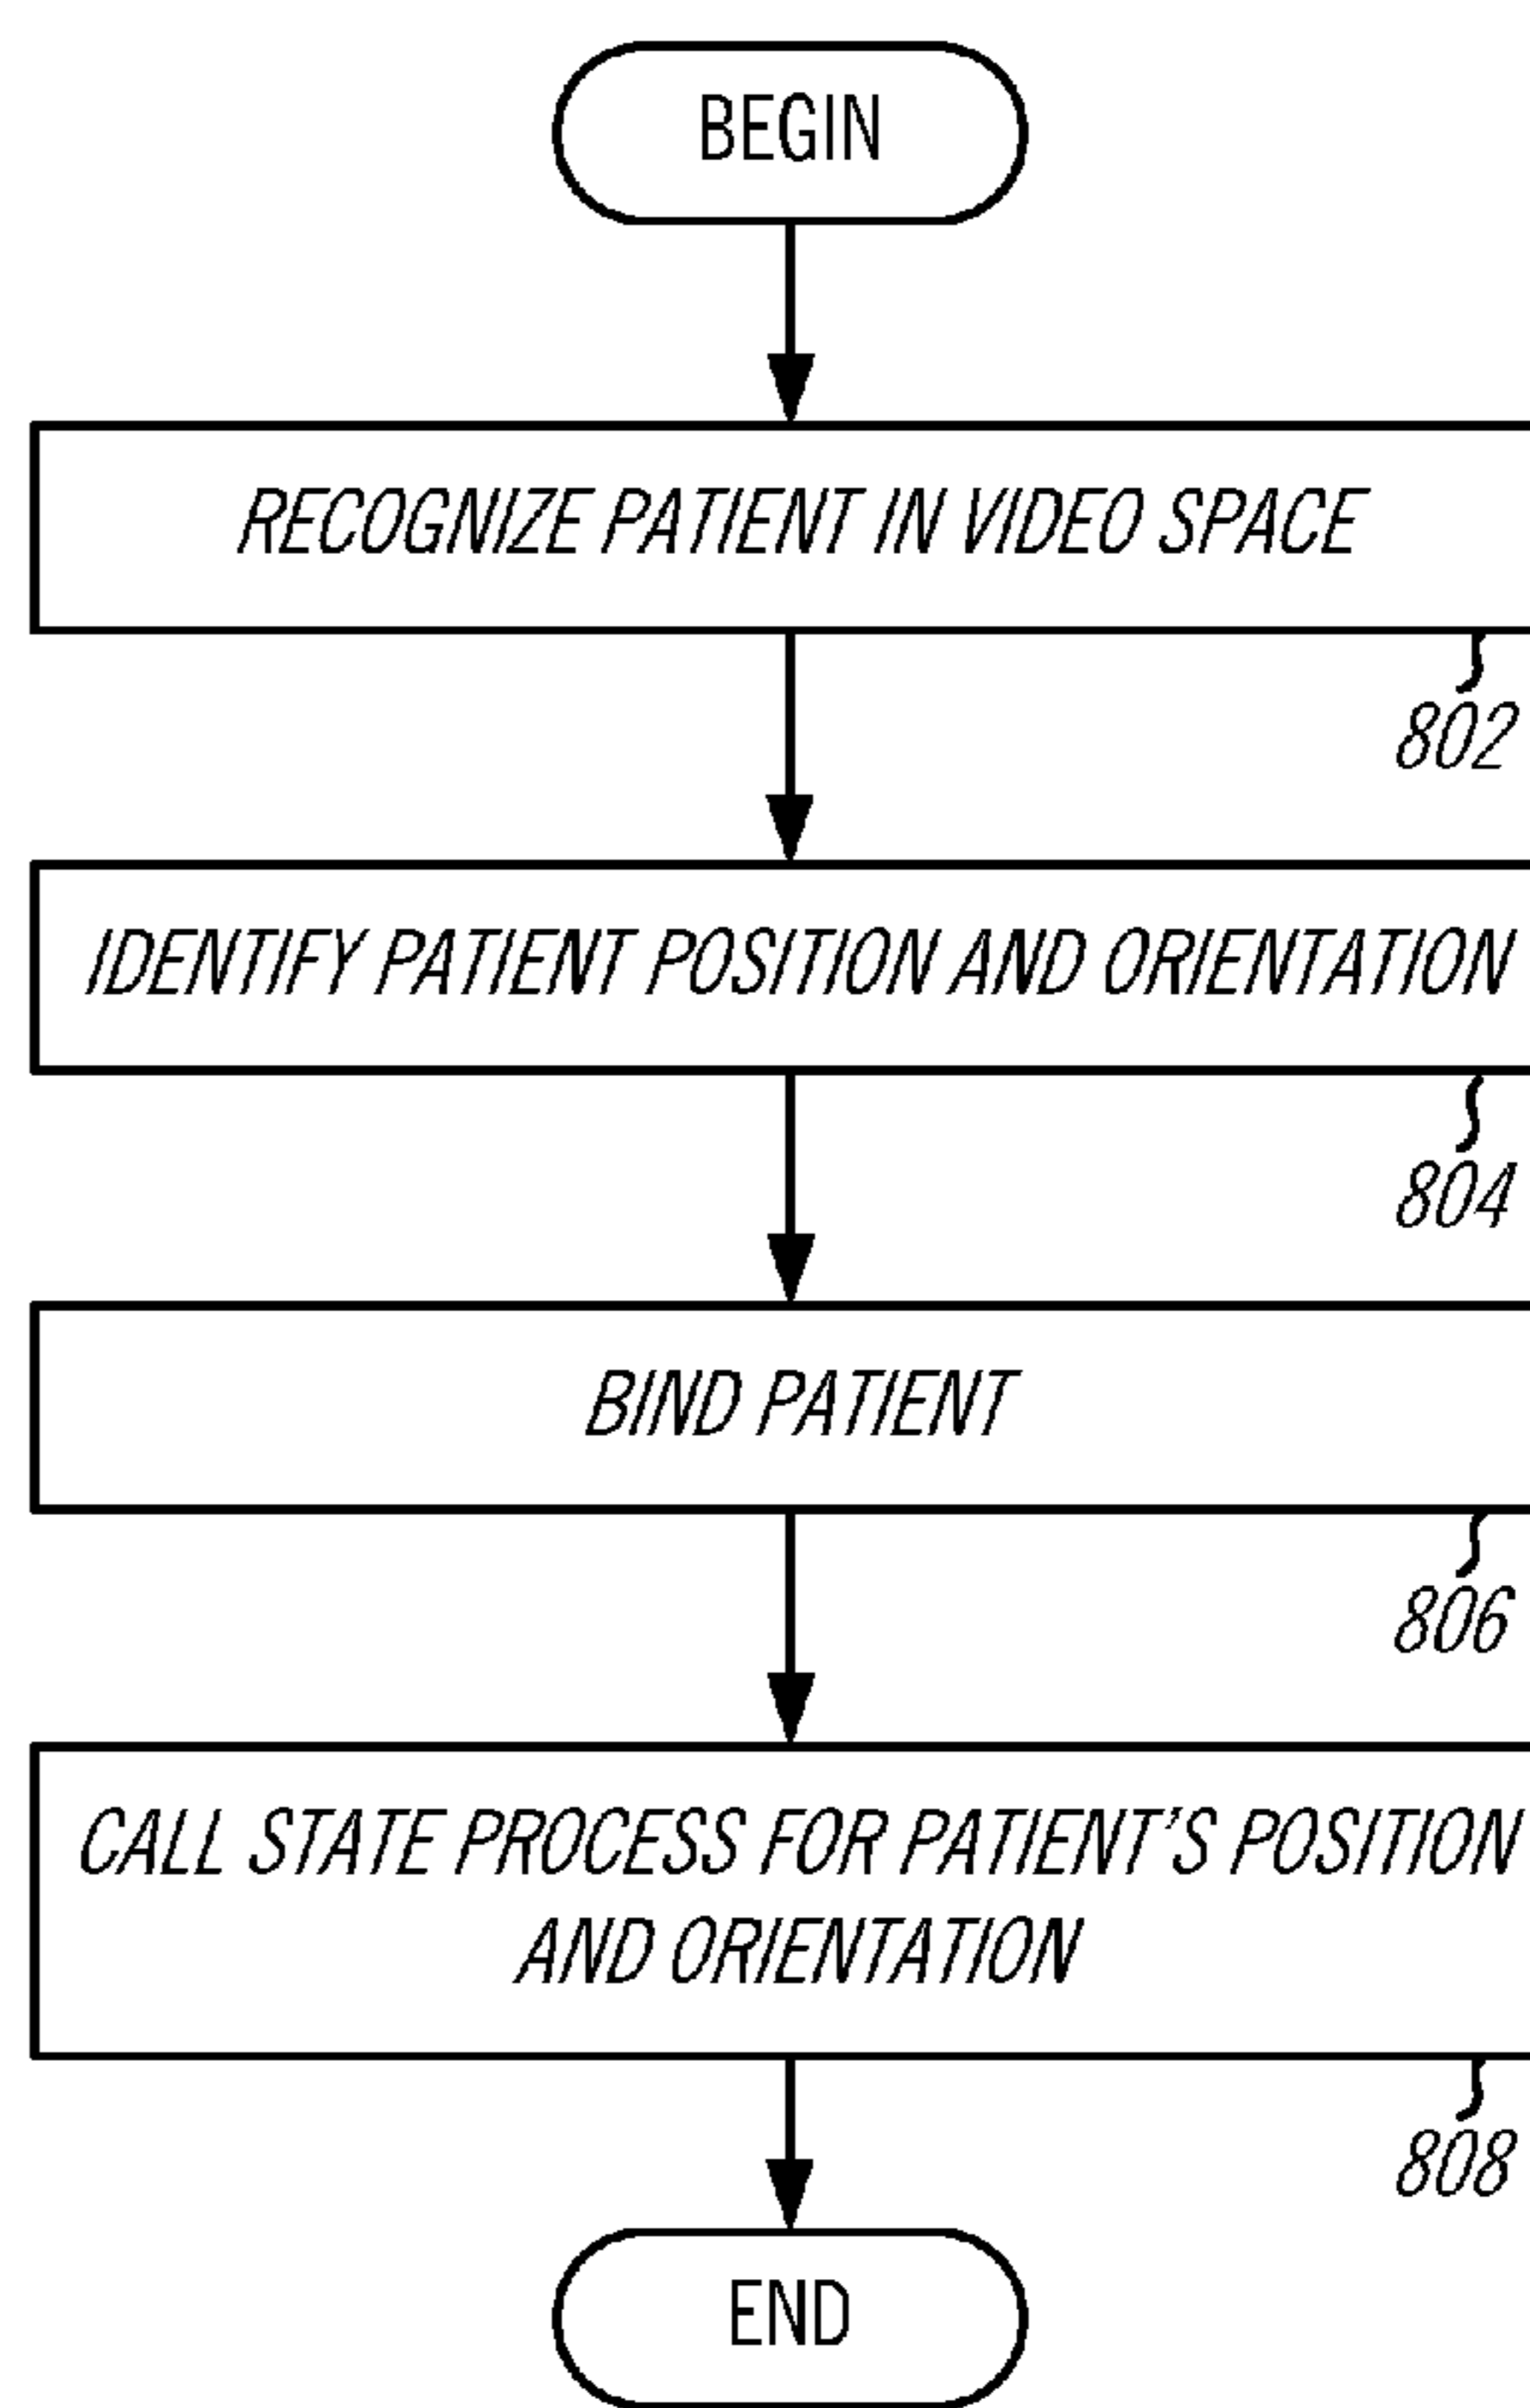 BEGIN
RECOGNIZE PATIENT IN VIDEO SPACE
802
IDENTIFY PATIENT POSITION AND ORIENTATION
804
BIND PATIENT
806
CALL STATE PROCESS FOR PATIENT'S POSITION
AND ORIENTATION
808
END